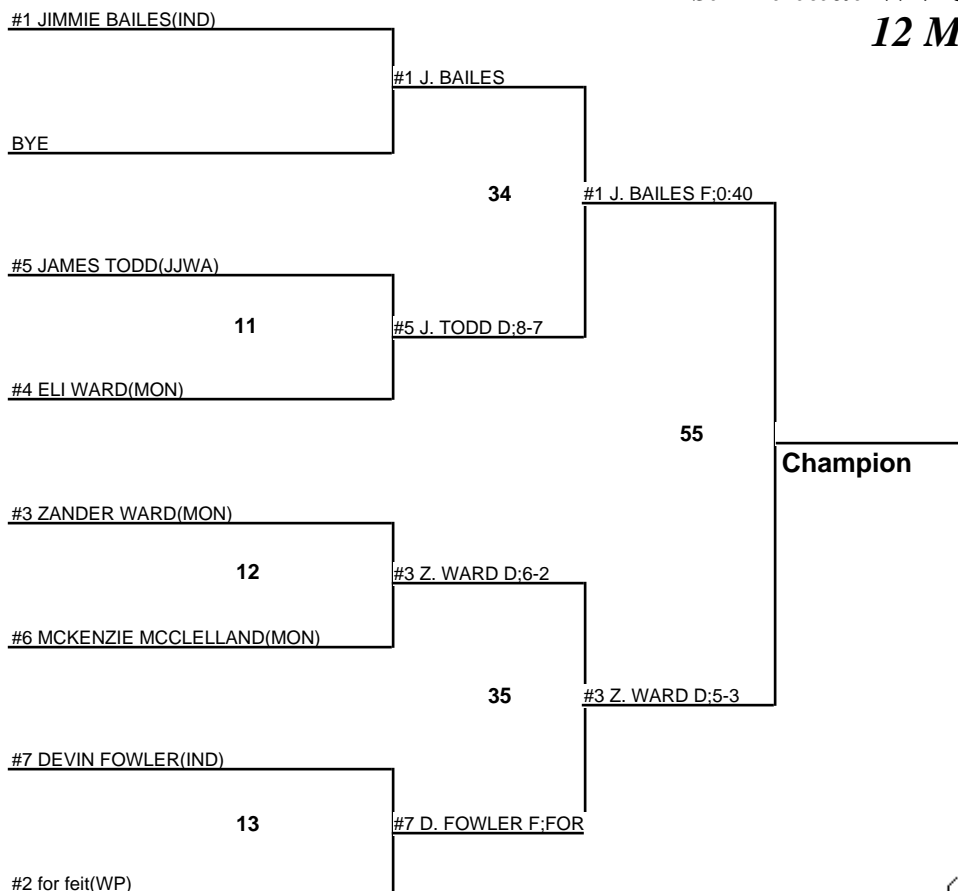 #1 JIMMIE BAILES(IND)
12 M
#1 J. BAILES
BYE
34
#1 J. BAILES F;0:40
#5 JAMES TODD(JJWA)
11
#5 J. TODD D;8-7
#4 ELI WARD(MON)
55
Champion
#3 ZANDER WARD(MON)
12
#3 Z. WARD D;6-2
#6 MCKENZIE MCCLELLAND(MON)
35
#3 Z. WARD D;5-3
#7 DEVIN FOWLER(IND)
13
#7 D. FOWLER F;FOR
#2 for feit(WP)